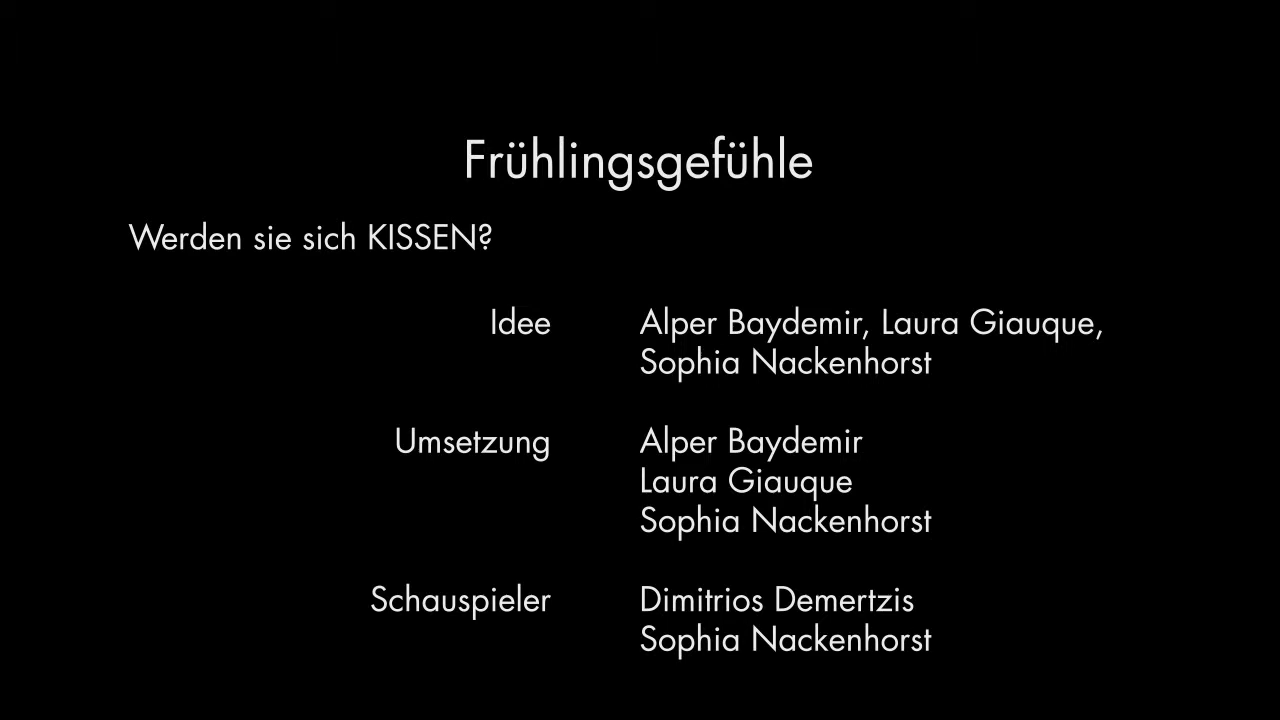 Frühlingsgefühle
Werden sie sich KISSEN?
Idee Alper Baydemir, Laura Giauque,
Sophia Nackenhorst
Umsetzung Alper Baydemir
Laura Giauque
Sophia Nackenhorst
Schauspieler Dimitrios Demertzis
Sophia Nackenhorst